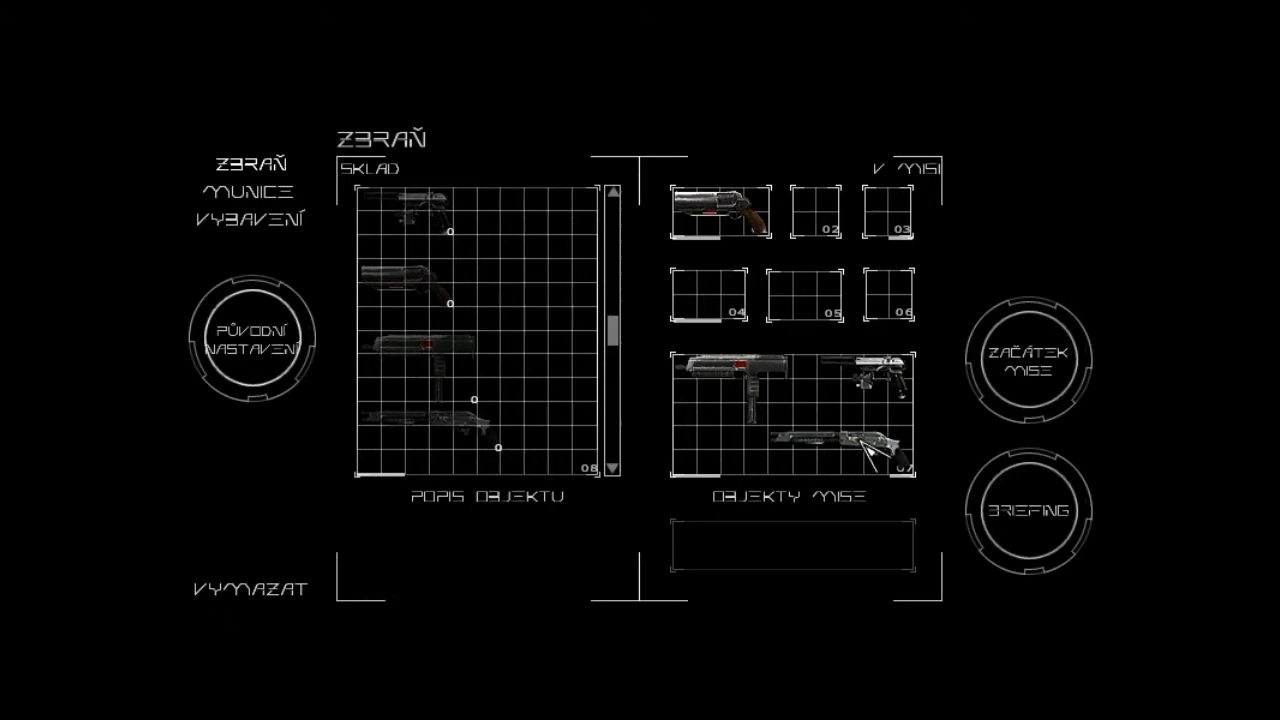 ZBRAŇ
ZBRAŇ
MUNICE
VYBAVENÍ
SKLAD
V MISI
0
0
0
0
08
02
03
04
05
06
07
PŮVODNÍ
NASTAVENÍ
ZAČÁTEK
MISE
POPIS OBJEKTU
OBJEKTY MISE
BRIEFING
VYMAZAT